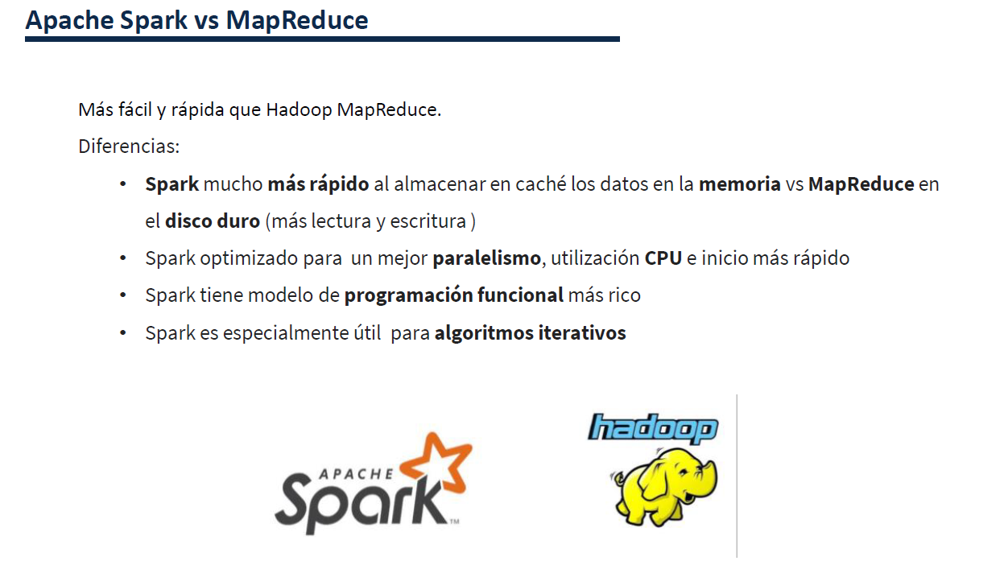 Apache Spark vs MapReduce
Más fácil y rápida que Hadoop MapReduce.
Diferencias:
• Spark mucho más rápido al almacenar en caché los datos en la memoria vs MapReduce en
el disco duro (más lectura y escritura )
• Spark optimizado para un mejor paralelismo, utilización CPU e inicio más rápido
• Spark tiene modelo de programación funcional más rico
• Spark es especialmente útil para algoritmos iterativos
hadoop
APACHE
Spark™